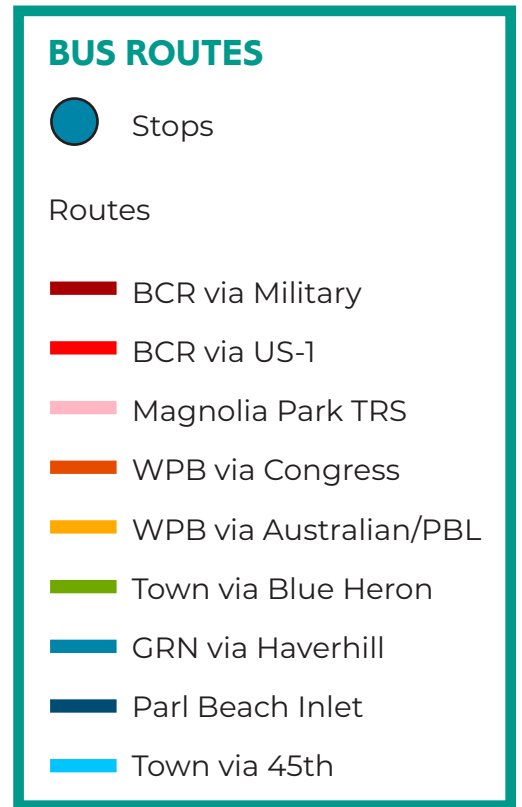 BUS ROUTES
Stops
Routes
BCR via Military
BCR via US-1
Magnolia Park TRS
WPB via Congress
WPB via Australian/PBL
Town via Blue Heron
GRN via Haverhill
Parl Beach Inlet
Town via 45th